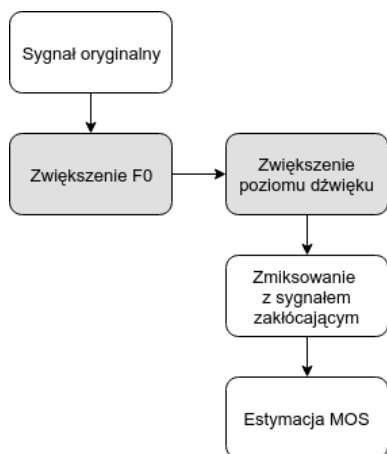 Sygnał oryginalny
Zwiększenie F0
Zwiększenie
poziomu dźwięku
Zmiksowanie
z sygnałem
zakłócającym
Estymacja MOS